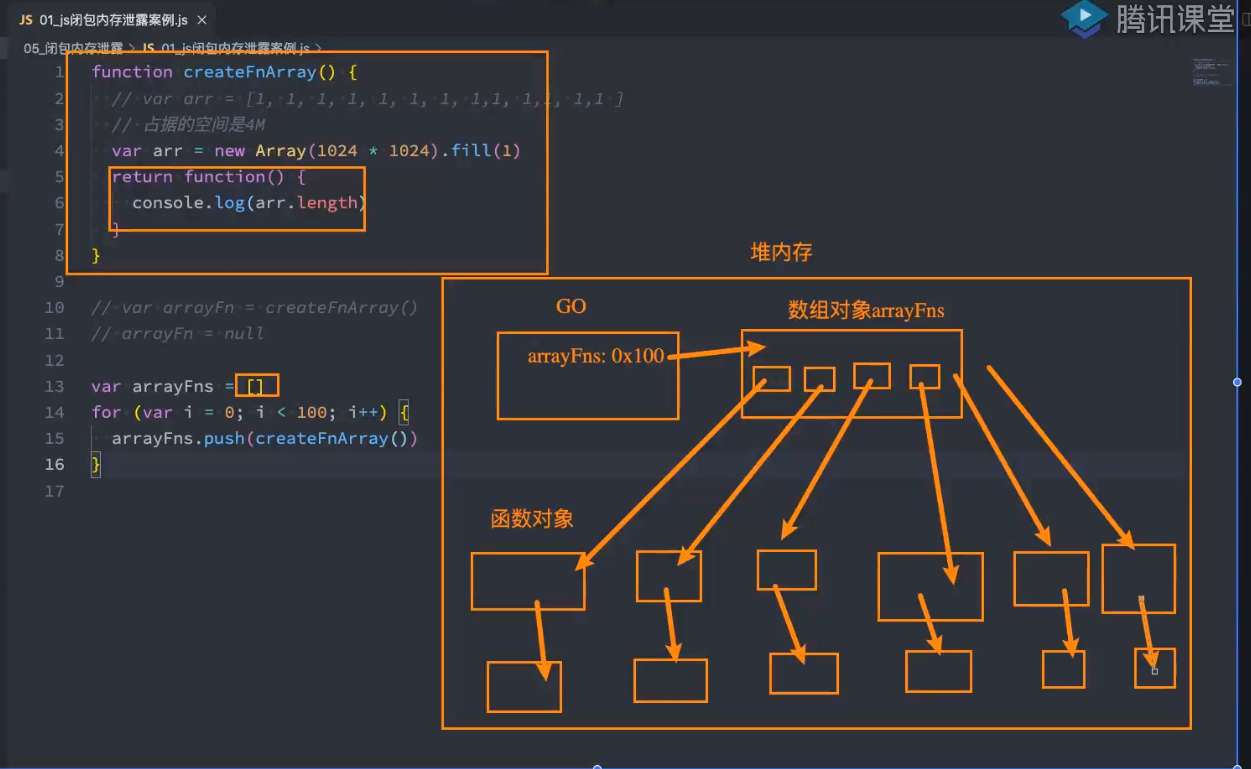 JS 01_js闭包内存泄露案例.js ×
腾讯课堂
05_闭包内存泄露 > JS 01_js闭包内存泄露案例.js >
1 function createFnArray() {
2 // var arr = [1, 1, 1, 1, 1, 1, 1, 1,1, 1,1, 1,1 ]
3 // 占据的空间是4M
4 var arr = new Array(1024 * 1024).fill(1)
5 return function() {
6 console.log(arr.length)
7 }
8 }
9
10 // var arrayFn = createFnArray()
11 // arrayFn = null
12
13 var arrayFns = []
14 for (var i = 0; i < 100; i++) {
15 arrayFns.push(createFnArray())
16 }
17
堆内存
GO
数组对象arrayFns
arrayFns: 0x100
函数对象